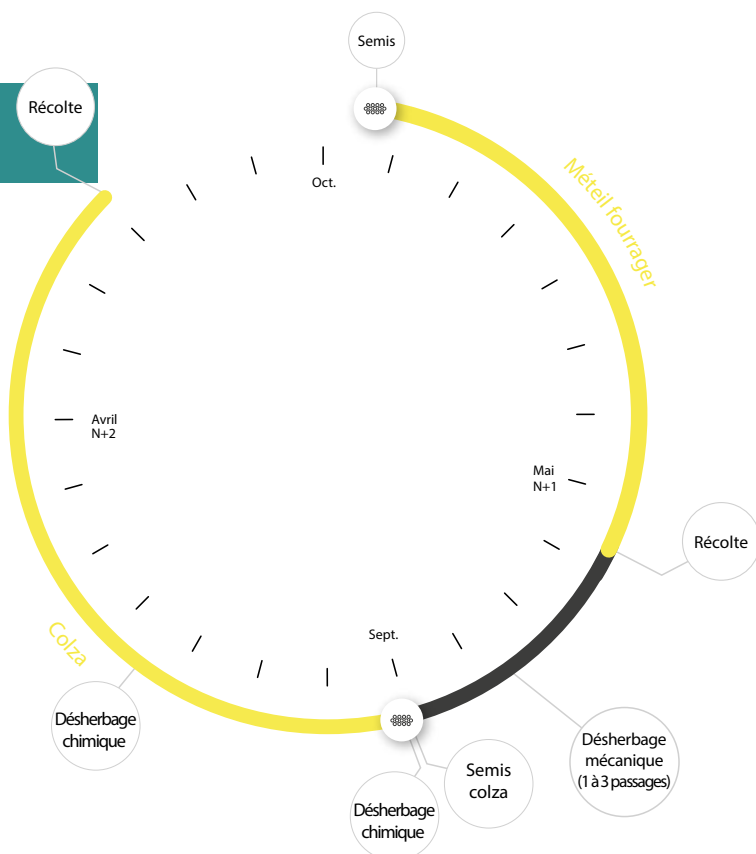 Semis
Récolte
Oct.
Méteil fourrager
Avril
N+2
Mai
N+1
Récolte
Sept.
Colza
Désherbage
chimique
Désherbage
mécanique
(1 à 3 passages)
Semis
colza
Désherbage
chimique